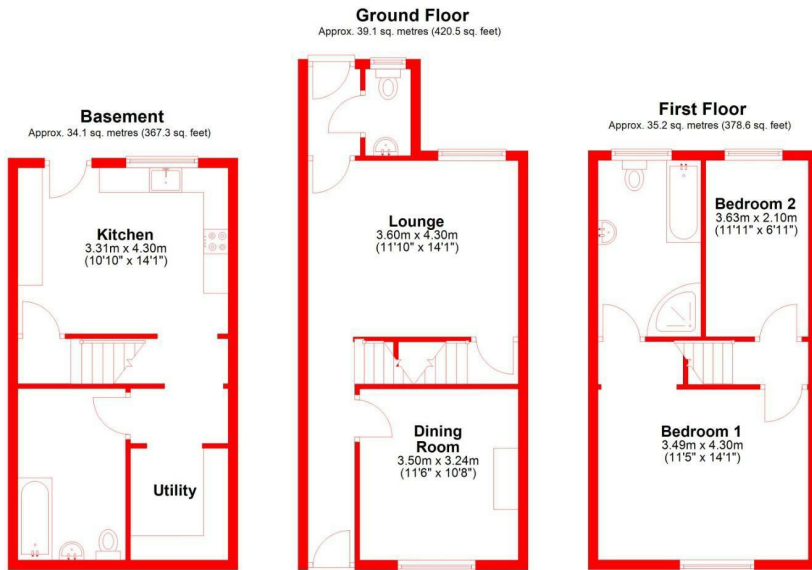 Basement
Approx. 34.1 sq. metres (367.3 sq. feet)
Kitchen
3.31m x 4.30m
(10'10" x 14'1")
Utility
Ground Floor
Approx. 39.1 sq. metres (420.5 sq. feet)
Lounge
3.60m x 4.30m
(11'10" x 14'1")
Dining
Room
3.50m x 3.24m
(11'6" x 10'8")
First Floor
Approx. 35.2 sq. metres (378.6 sq. feet)
Bedroom 2
3.63m x 2.10m
(11'11" x 6'11")
Bedroom 1
3.49m x 4.30m
(11'5" x 14'1")